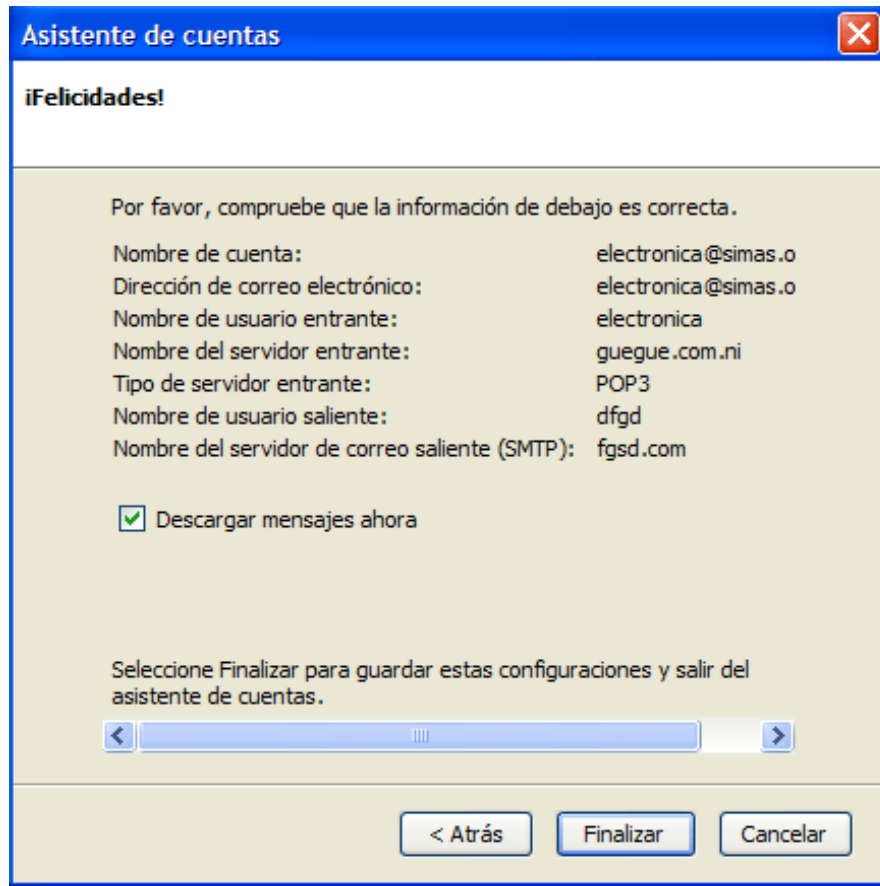 Asistente de cuentas
¡Felicidades!
Por favor, compruebe que la información de debajo es correcta.
Nombre de cuenta: electronica@simas.o
Dirección de correo electrónico: electronica@simas.o
Nombre de usuario entrante: electronica
Nombre del servidor entrante: guegue.com.ni
Tipo de servidor entrante: POP3
Nombre de usuario saliente: dfgd
Nombre del servidor de correo saliente (SMTP): fgsd.com
Descargar mensajes ahora
Seleccione Finalizar para guardar estas configuraciones y salir del
asistente de cuentas.
< Atrás Finalizar Cancelar